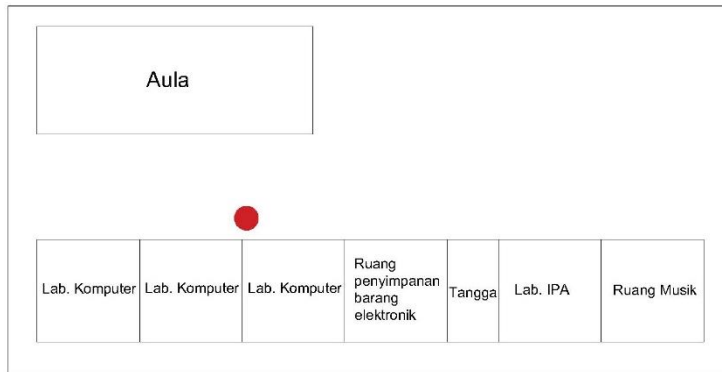 Aula
Lab. Komputer
Lab. Komputer
Lab. Komputer
Ruang
penyimpanan
barang
elektronik
Tangga
Lab. IPA
Ruang Musik